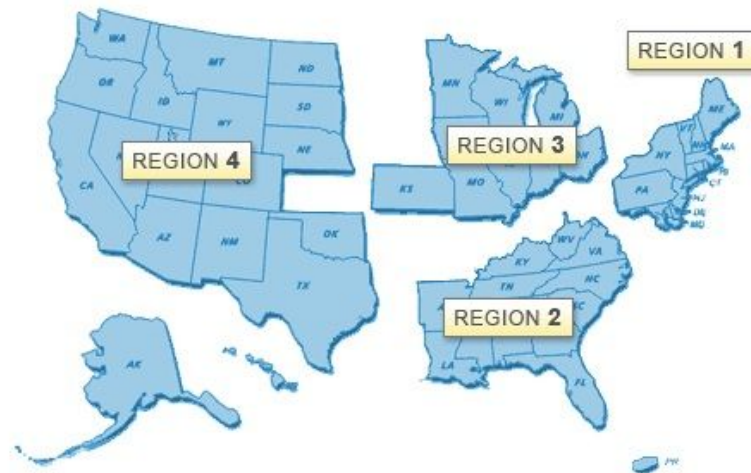 REGION 1
WA
MT
ND
MN
OR
ID
WI
MI
ME
VT
NH
SD
WY
NY
MA
REGION 4
REGION 3
NE
PA
CT
NJ
CA
CO
KS
MO
DE
MD
AZ
NM
OK
WV
VA
KY
TX
TN
NC
REGION 2
SC
AK
HI
LA
FL
PR